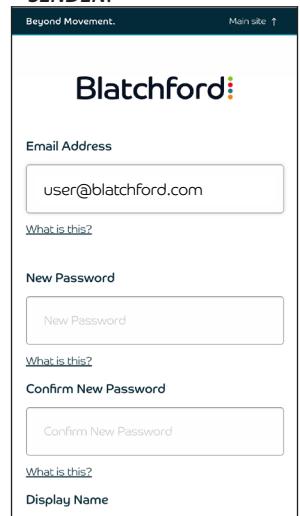 Beyond Movement. Main site ↑
Blatchford
Email Address
user@blatchford.com
What is this?
New Password
New Password
What is this?
Confirm New Password
Confirm New Password
What is this?
Display Name